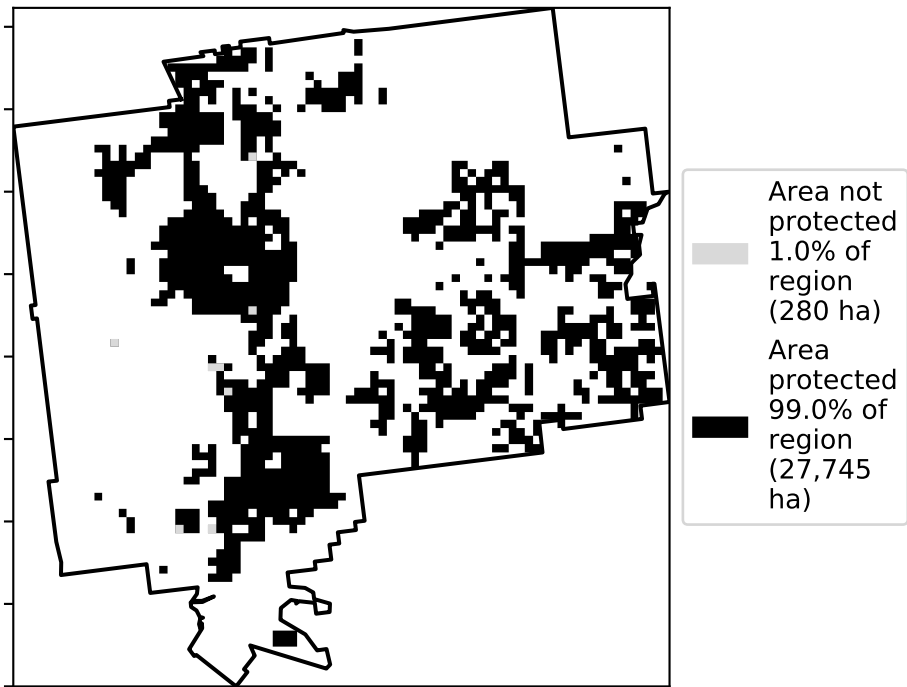 Area not
protected
1.0% of
region
(280 ha)
Area
protected
99.0% of
region
(27,745
ha)